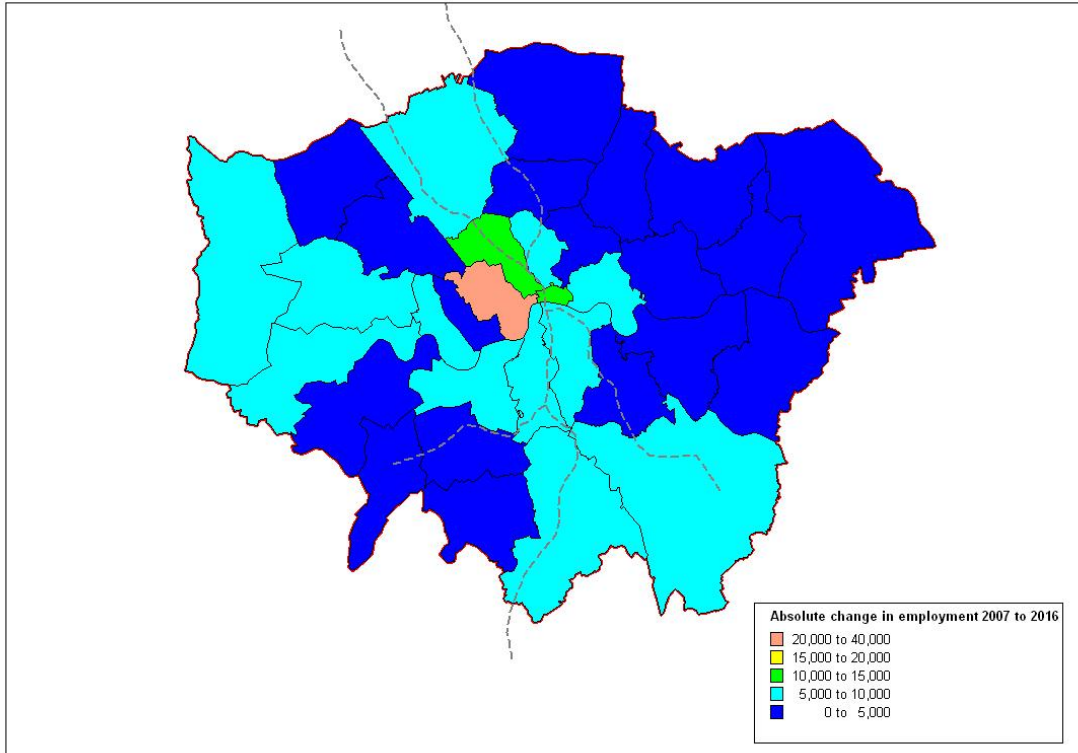 Absolute change in employment 2007 to 2016
20,000 to 40,000
15,000 to 20,000
10,000 to 15,000
5,000 to 10,000
0 to 5,000